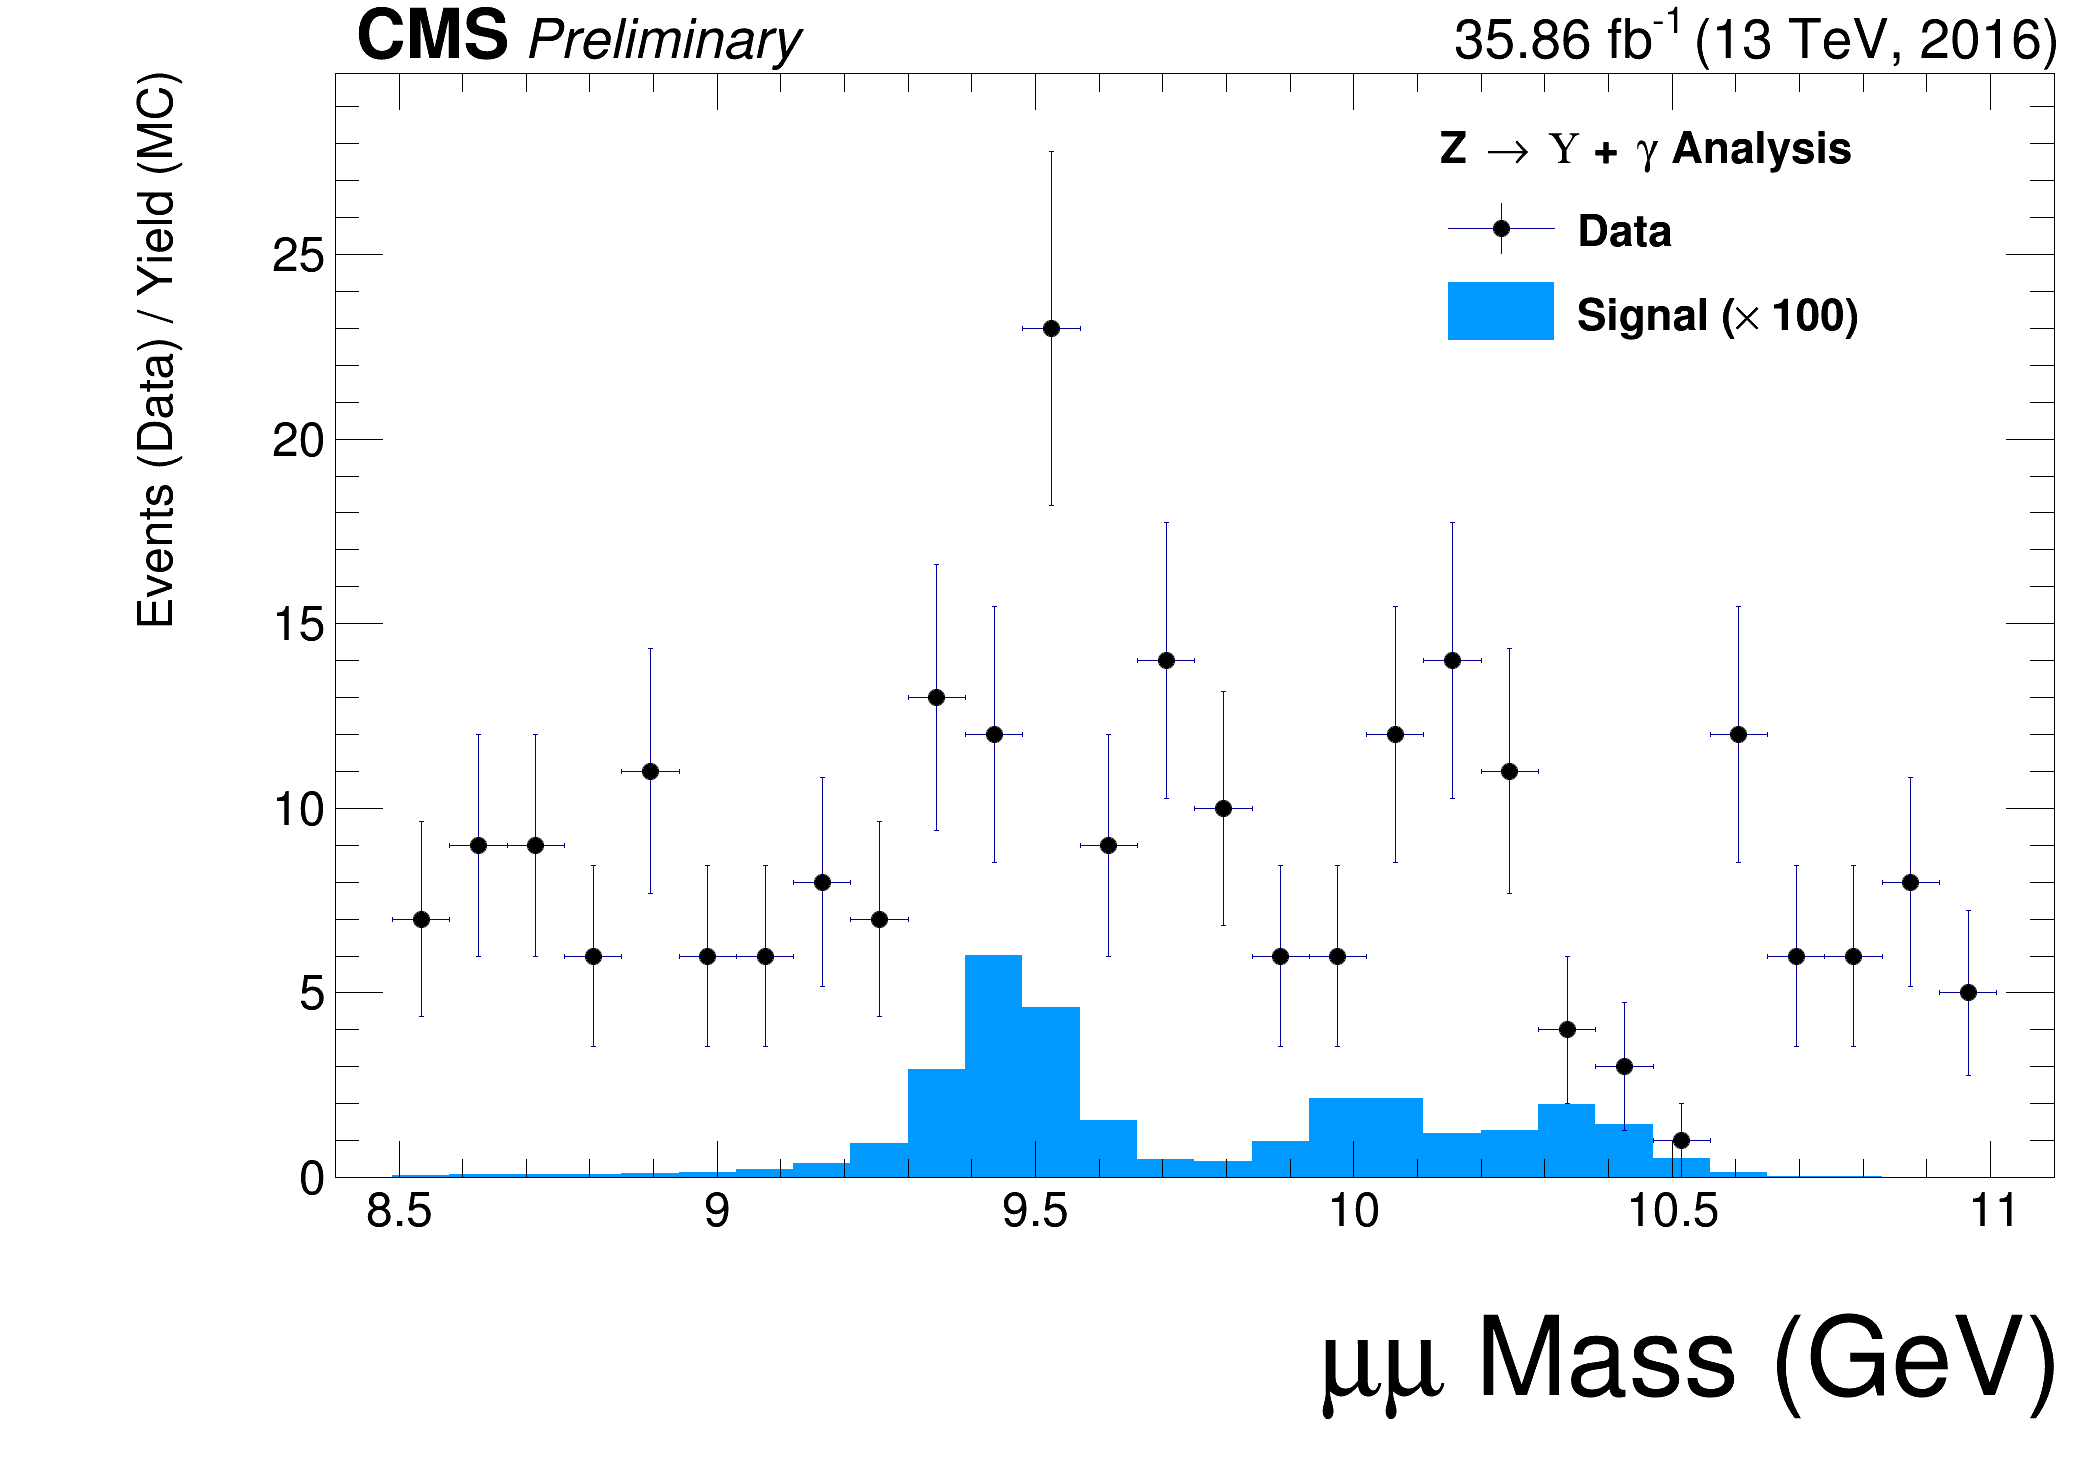 CMS Preliminary 35.86 fb⁻¹ (13 TeV, 2016)
Events (Data) / Yield (MC)
Z → Υ + γ Analysis
Data
Signal (× 100)
25
20
15
10
5
0
8.5 9 9.5 10 10.5 11
μμ Mass (GeV)